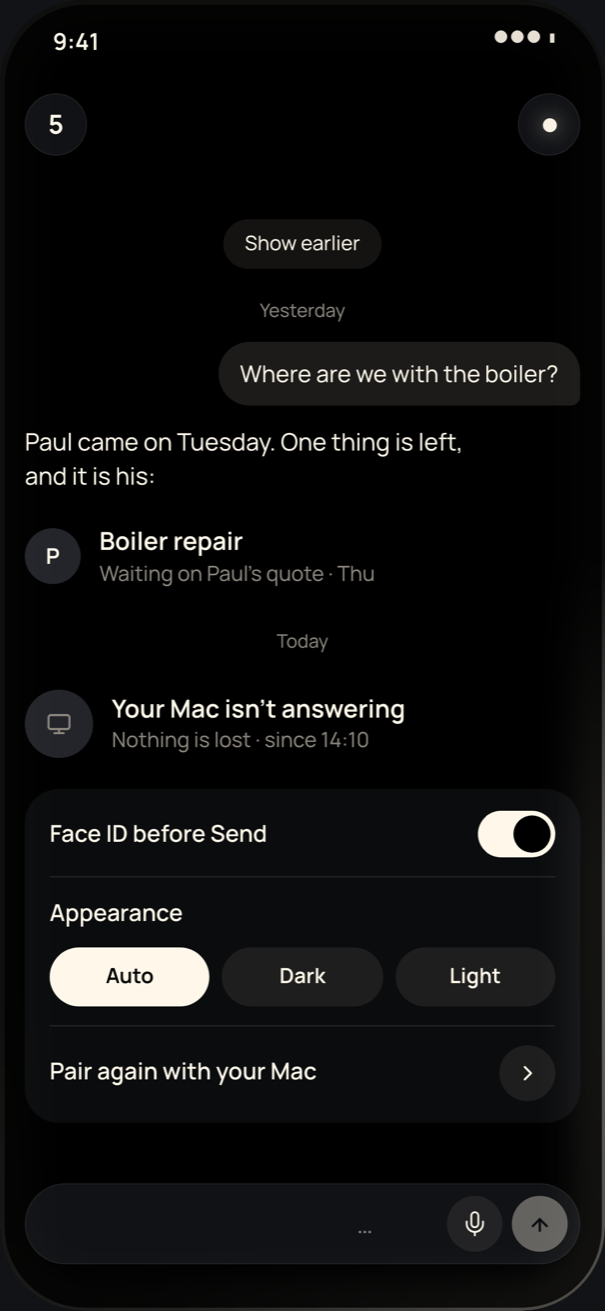 9:41
5
Show earlier
Yesterday
Where are we with the boiler?
Paul came on Tuesday. One thing is left,
and it is his:
P
Boiler repair
Waiting on Paul’s quote · Thu
Today
Your Mac isn’t answering
Nothing is lost · since 14:10
Face ID before Send
Appearance
Auto Dark Light
Pair again with your Mac
...